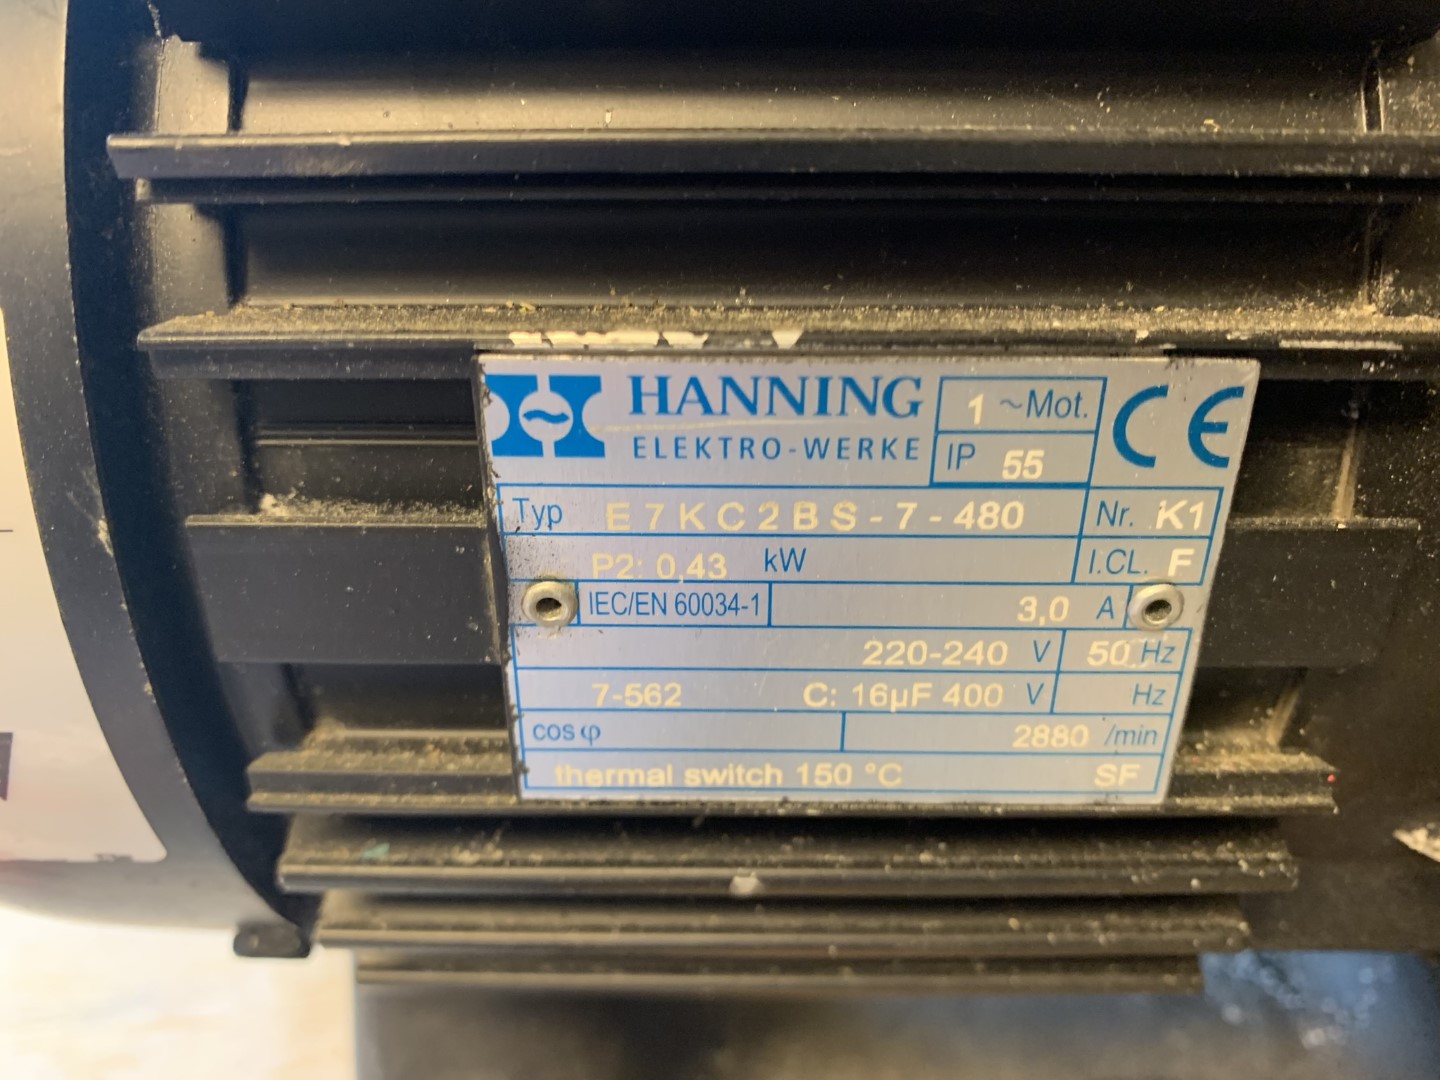 HANNING
ELEKTRO-WERKE
1 ~Mot.
IP 55
CE
Typ E7KC2BS-7-480 Nr. K1
P2: 0,43 kW I.CL. F
IEC/EN 60034-1 3,0 A
220-240 V 50 Hz
7-562 C: 16µF 400 V Hz
cos φ 2880 /min
thermal switch 150 °C SF